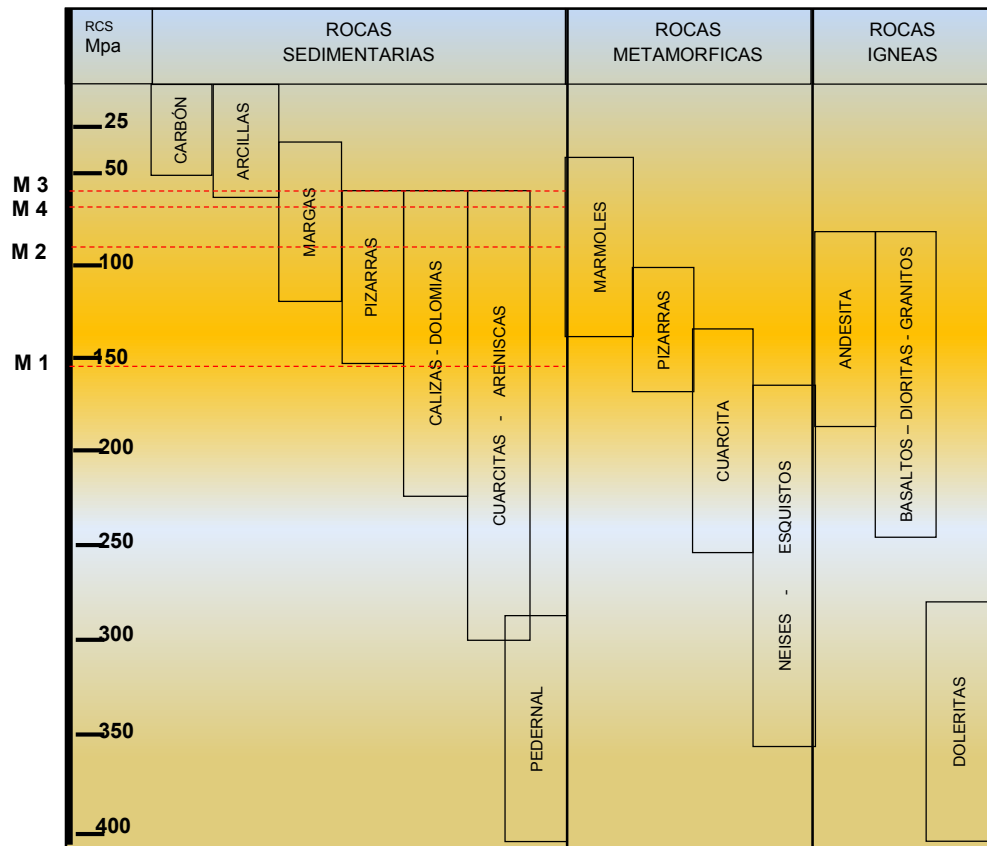 RCS
Mpa
ROCAS
SEDIMENTARIAS
ROCAS
METAMORFICAS
ROCAS
IGNEAS
25
50
M 3
M 4
M 2
100
M 1
150
200
250
300
350
400
CARBÓN
ARCILLAS
MARGAS
PIZARRAS
CALIZAS - DOLOMIAS
CUARCITAS - ARENISCAS
PEDERNAL
MARMOLES
PIZARRAS
CUARCITA
NEISES - ESQUISTOS
ANDESITA
BASALTOS – DIORITAS - GRANITOS
DOLERITAS